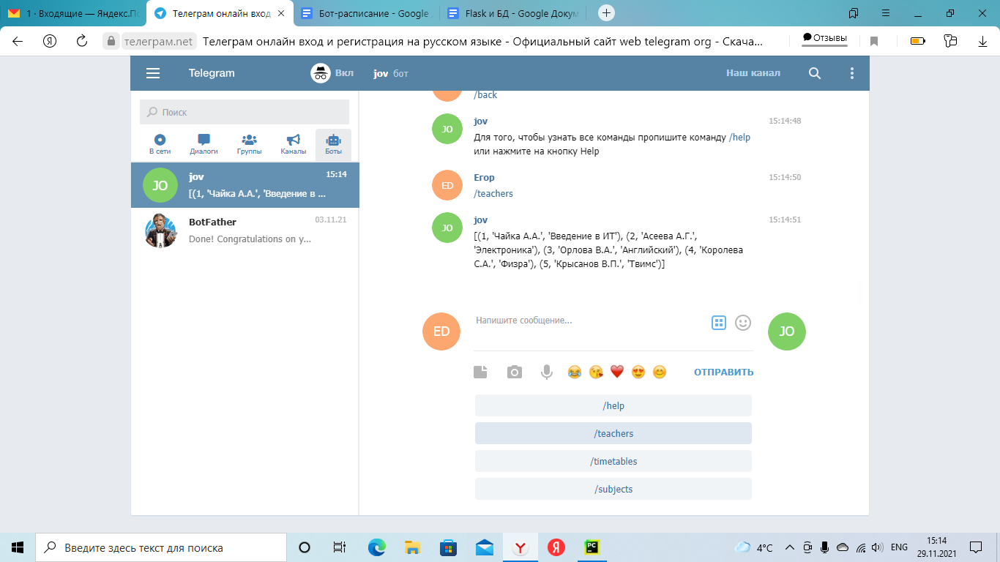 1 · Входящие — Яндекс.По
Телеграм онлайн вход
Бот-расписание - Google
Flask и БД - Google Докум
телеграм.net
Телеграм онлайн вход и регистрация на русском языке - Официальный сайт web telegram org - Скача...
Отзывы
Telegram
Вкл
jov бот
Наш канал
Поиск
В сети
Диалоги
Группы
Каналы
Боты
JO
jov
15:14
[(1, 'Чайка А.А.', 'Введение в ...
BotFather
03.11.21
Done! Congratulations on y...
/back
JO
jov
15:14:48
Для того, чтобы узнать все команды пропишите команду /help
или нажмите на кнопку Help
ED
Егор
15:14:50
/teachers
JO
jov
15:14:51
[(1, 'Чайка А.А.', 'Введение в ИТ'), (2, 'Асеева А.Г.',
'Электроника'), (3, 'Орлова В.А.', 'Английский'), (4, 'Королева
С.А.', 'Физра'), (5, 'Крысанов В.П.', 'Твимс')]
ED
Напишите сообщение...
JO
ОТПРАВИТЬ
/help
/teachers
/timetables
/subjects
Введите здесь текст для поиска
Y
Я
PC
4°C
ENG
15:14
29.11.2021